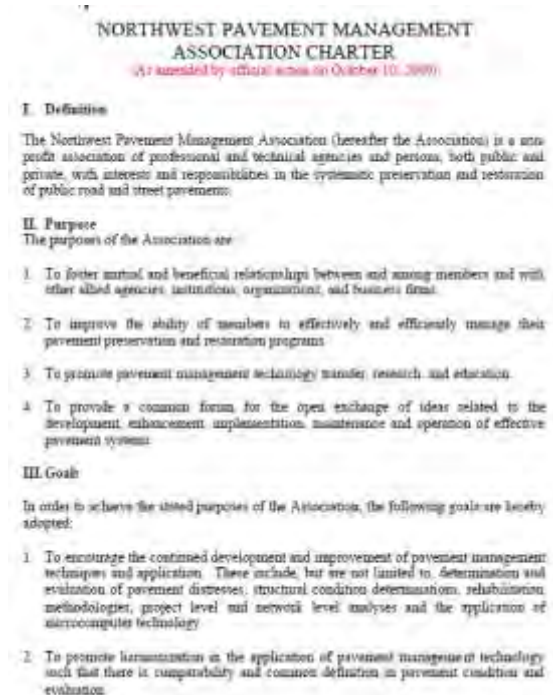 NORTHWEST PAVEMENT MANAGEMENT
ASSOCIATION CHARTER
(As amended by official action on October 10, 2009)
I. Definition
The Northwest Pavement Management Association (hereafter the Association) is a non-
profit association of professional and technical agencies and persons, both public and
private, with interests and responsibilities in the systematic preservation and restoration
of public road and street pavements.
II. Purpose
The purposes of the Association are
1. To foster mutual and beneficial relationships between and among members and with
other allied agencies, institutions, organizations, and business firms.
2. To improve the ability of members to effectively and efficiently manage their
pavement preservation and restoration programs
3. To promote pavement management technology transfer, research, and education.
4. To provide a common forum for the open exchange of ideas related to the
development, enhancement, implementation, maintenance and operation of effective
pavement systems
III. Goals
In order to achieve the stated purposes of the Association, the following goals are hereby
adopted:
1. To encourage the continued development and improvement of pavement management
techniques and application. These include, but are not limited to, determination and
evaluation of pavement distresses, structural condition determinations, rehabilitation
methodologies, project level and network level analyses and the application of
microcomputer technology
2. To promote harmonization in the application of pavement management technology
such that there is comparability and common definition in pavement condition and
evaluation.